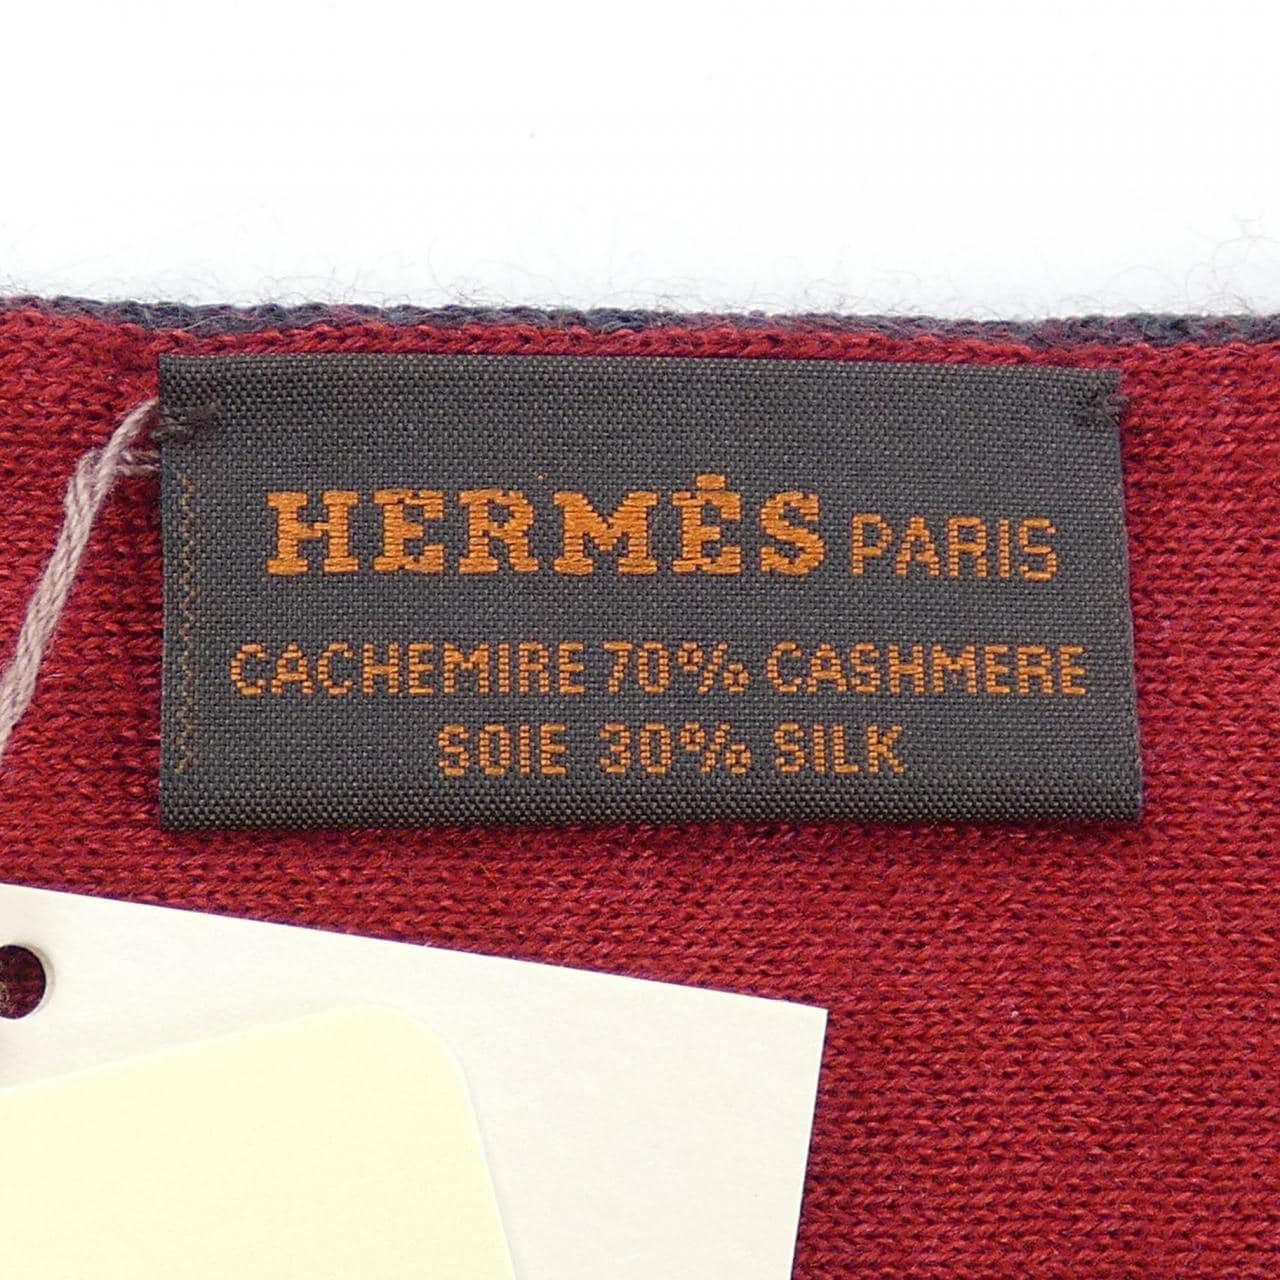 HERMÈS PARIS
CACHEMIRE 70% CASHMERE
SOIE 30% SILK